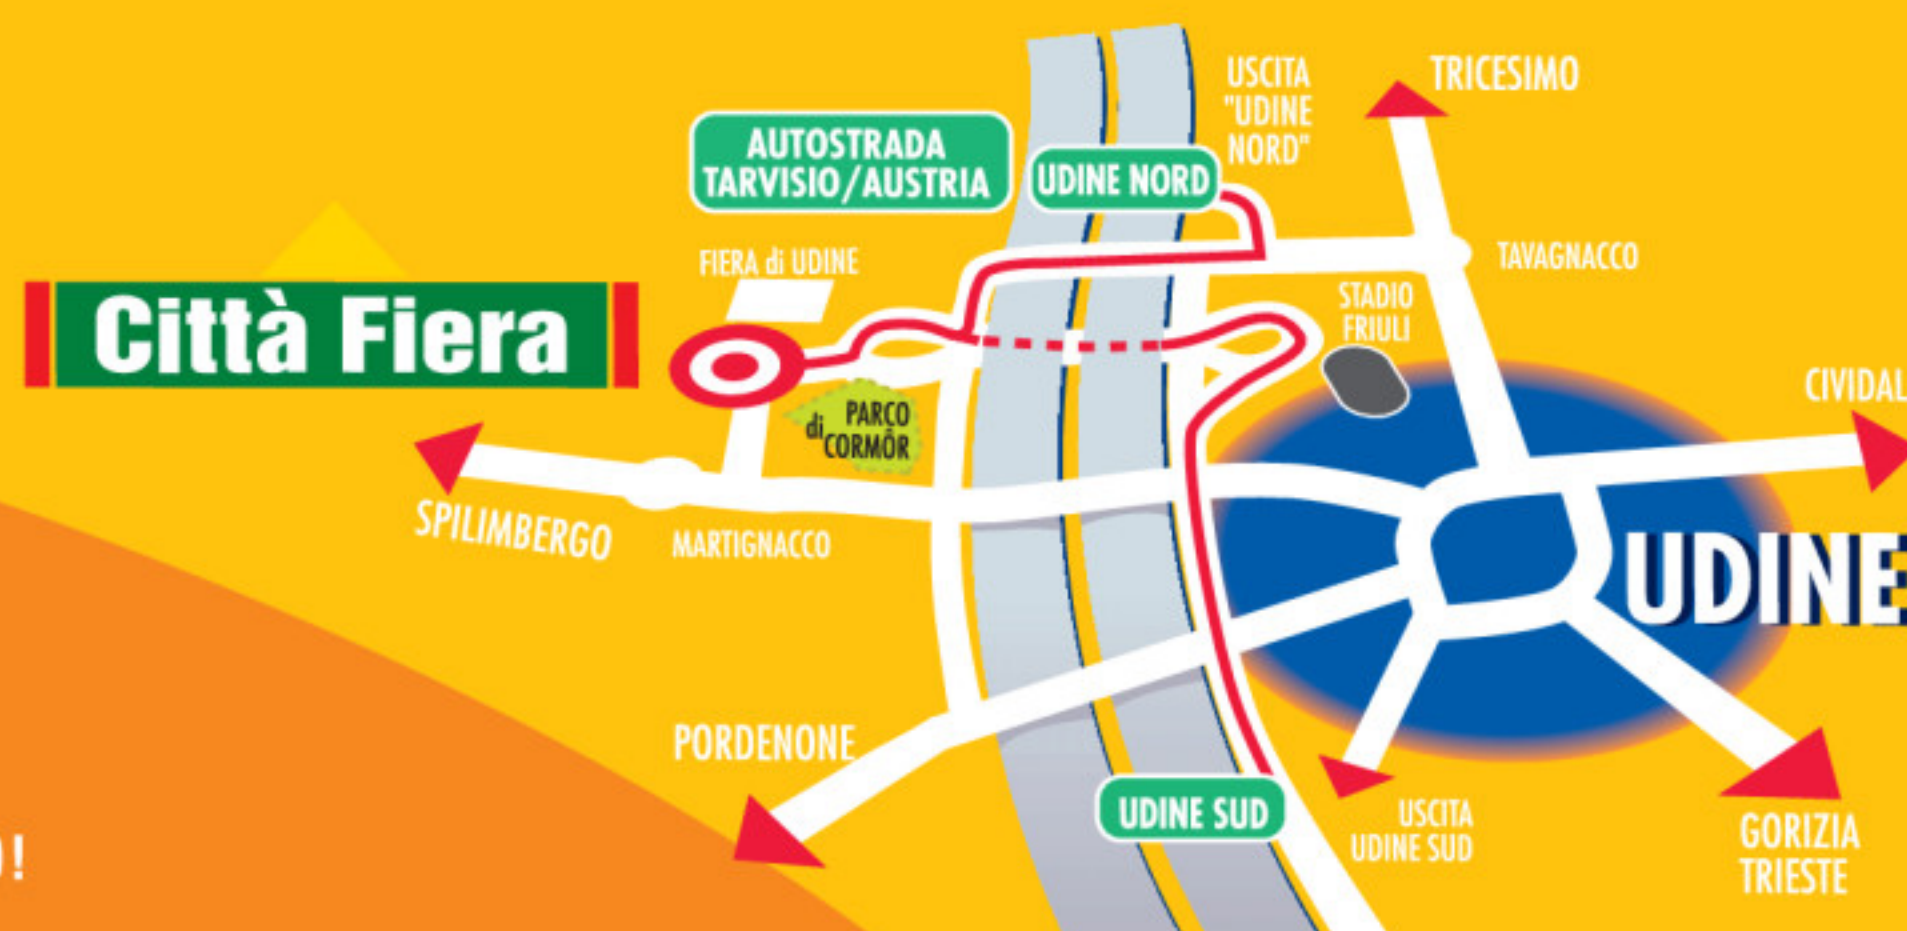 USCITA
"UDINE
NORD"
TRICESIMO
AUTOSTRADA
TARVISIO/AUSTRIA
UDINE NORD
FIERA di UDINE
TAVAGNACCO
Città Fiera
STADIO
FRIULI
CIVIDAL
PARCO
di CORMÔR
SPILIMBERGO
MARTIGNACCO
UDINE
PORDENONE
UDINE SUD
USCITA
UDINE SUD
GORIZIA
TRIESTE
!